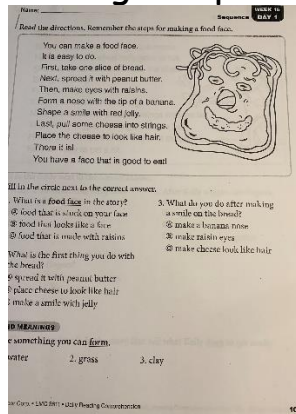 Name:
WEEK 16
Sequence DAY 1
Read the directions. Remember the steps for making a food face.
You can make a food face.
It is easy to do.
First, take one slice of bread.
Next, spread it with peanut butter.
Then, make eyes with raisins.
Form a nose with the tip of a banana.
Shape a smile with red jelly.
Last, pull some cheese into strings.
Place the cheese to look like hair.
There it is!
You have a face that is good to eat!
ill in the circle next to the correct answer.
. What is a food face in the story?
Ⓐ food that is stuck on your face
Ⓑ food that looks like a face
food that is made with raisins
What is the first thing you do with
the bread?
spread it with peanut butter
place cheese to look like hair
make a smile with jelly
3. What do you do after making
a smile on the bread?
Ⓐ make a banana nose
Ⓑ make raisin eyes
Ⓒ make cheese look like hair
MEANINGS
e something you can form.
water
2. grass
3. clay
Corp. • EMC • Daily Reading Comprehension